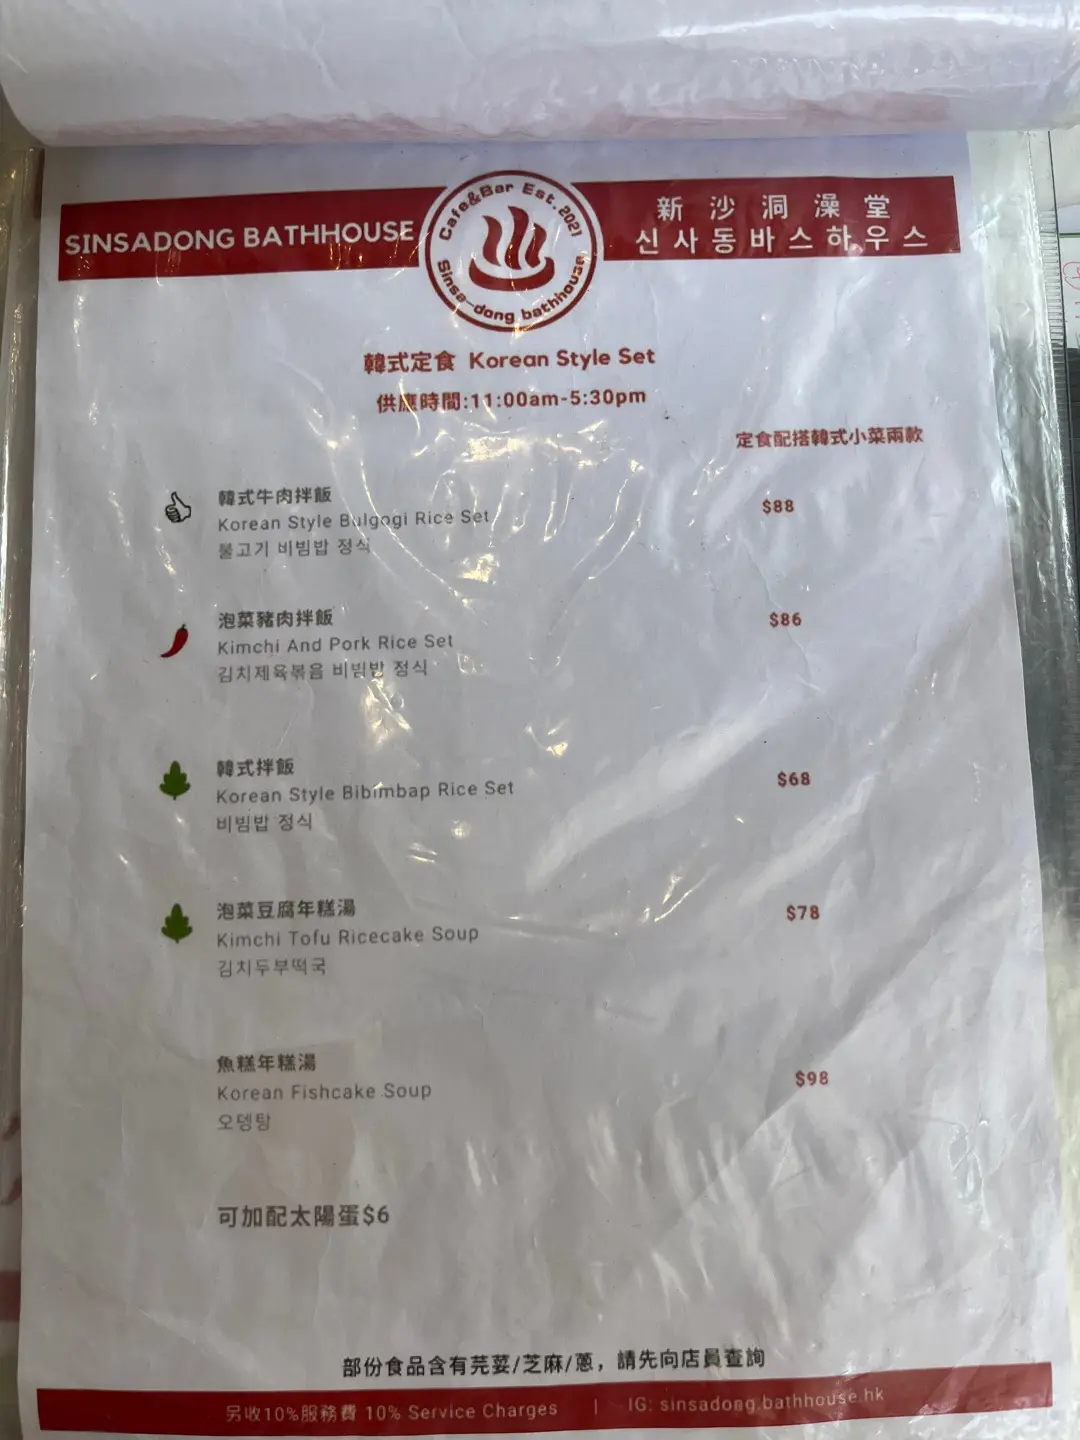 SINSADONG BATHHOUSE
Cafe&Bar Est.2021
Sinsa-dong bathhouse
新沙洞澡堂
신사동바스하우스
韓式定食 Korean Style Set
供應時間:11:00am-5:30pm
定食配搭韓式小菜兩款
韓式牛肉拌飯
Korean Style Bulgogi Rice Set
불고기 비빔밥 정식
$88
泡菜豬肉拌飯
Kimchi And Pork Rice Set
김치제육볶음 비빔밥 정식
$86
韓式拌飯
Korean Style Bibimbap Rice Set
비빔밥 정식
$68
泡菜豆腐年糕湯
Kimchi Tofu Ricecake Soup
김치두부떡국
$78
魚糕年糕湯
Korean Fishcake Soup
오뎅탕
$98
可加配太陽蛋$6
部份食品含有芫荽/芝麻/蔥，請先向店員查詢
另收10%服務費 10% Service Charges | IG: sinsadong.bathhouse.hk